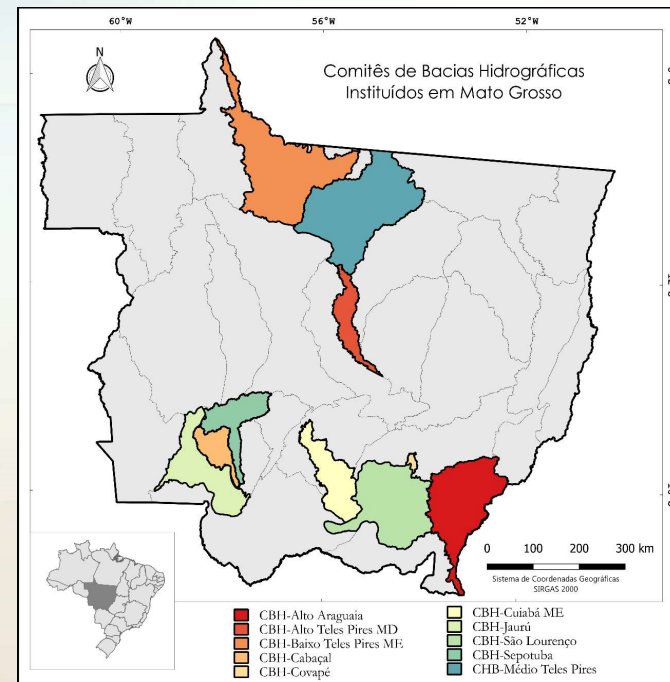 60°W 56°W 52°W
N
Comitês de Bacias Hidrográficas
Instituídos em Mato Grosso
0 100 200 300 km
Sistema de Coordenadas Geográficas
SIRGAS 2000
CBH-Alto Araguaia
CBH-Alto Teles Pires MD
CBH-Baixo Teles Pires ME
CBH-Cabaçal
CBH-Covapé
CBH-Cuiabá ME
CBH-Jaurú
CBH-São Lourenço
CBH-Sepotuba
CHB-Médio Teles Pires